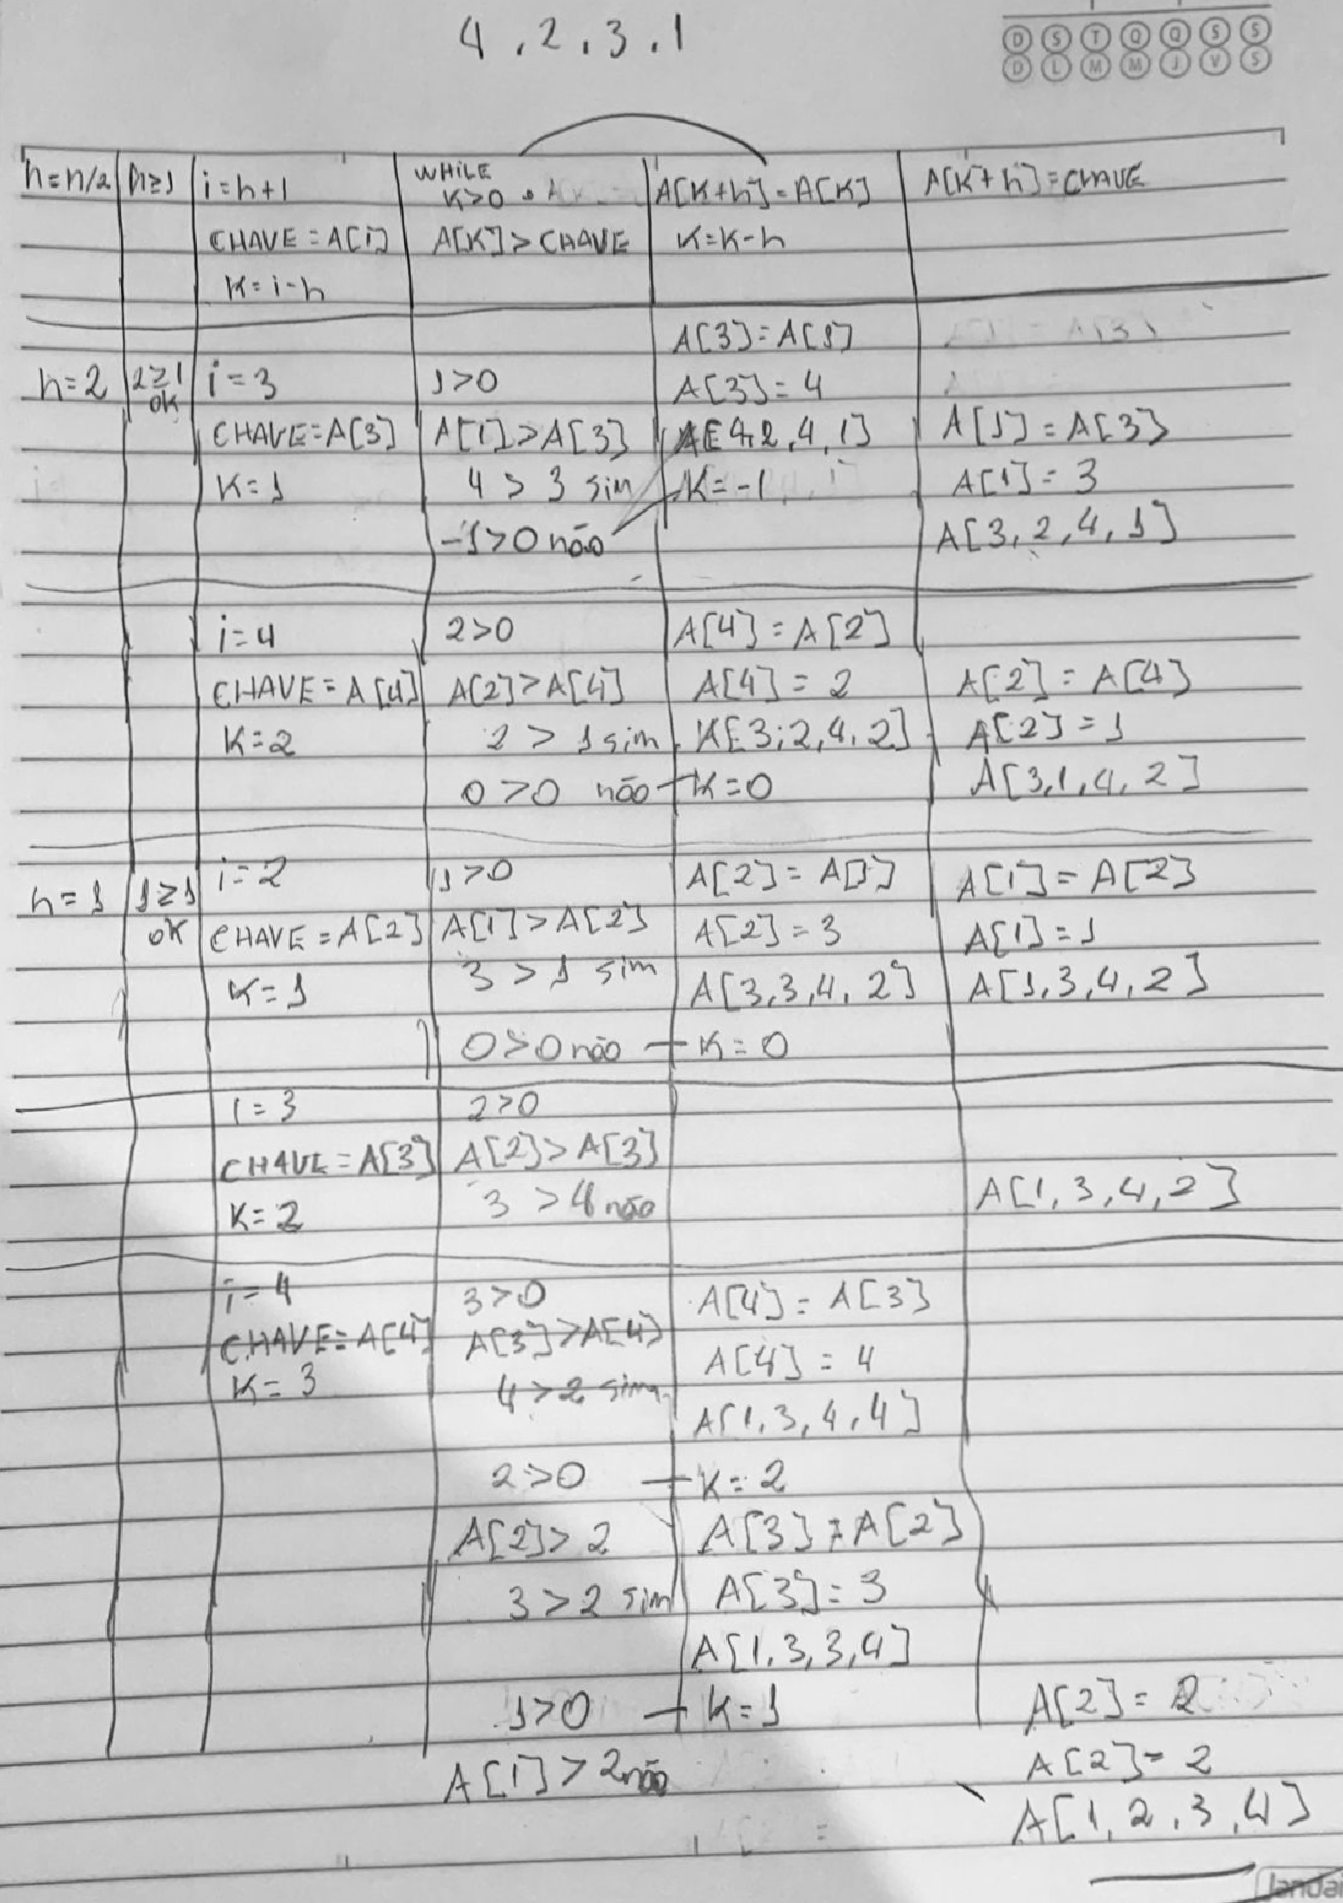 4 . 2 . 3 . 1
D S T Q Q S S
D L M M J V S
h=n/2 h≥1 i=h+1 WHILE K>0 A[K+h]=A[K] A[K+h]=CHAVE
CHAVE=A[i] A[K]>CHAVE K=K-h
K=i-h
A[3]=A[1]
h=2 2≥1 ok i=3 1>0 A[3]=4
CHAVE=A[3] A[1]>A[3] A[4,2,4,1] A[1]=A[3]
K=1 4>3 sim K=-1 A[1]=3
-1>0 não A[3,2,4,1]
i=4 2>0 A[4]=A[2]
CHAVE=A[4] A[2]>A[4] A[4]=2 A[2]=A[4]
K=2 2>1 sim A[3,2,4,2] A[2]=1
0>0 não K=0 A[3,1,4,2]
i=2 1>0 A[2]=A[1] A[1]=A[2]
h=1 1≥1 ok CHAVE=A[2] A[1]>A[2] A[2]=3 A[1]=1
K=1 3>1 sim A[3,3,4,2] A[1,3,4,2]
0>0 não K=0
i=3 2>0
CHAVE=A[3] A[2]>A[3]
K=2 3>4 não A[1,3,4,2]
i=4 3>0 A[4]=A[3]
CHAVE=A[4] A[3]>A[4] A[4]=4
K=3 4>2 sim A[1,3,4,4]
2>0 K=2
A[2]>2 A[3]=A[2]
3>2 sim A[3]=3
A[1,3,3,4]
1>0 K=1 A[2]=2
A[1]>2 não A[2]=2
A[1,2,3,4]